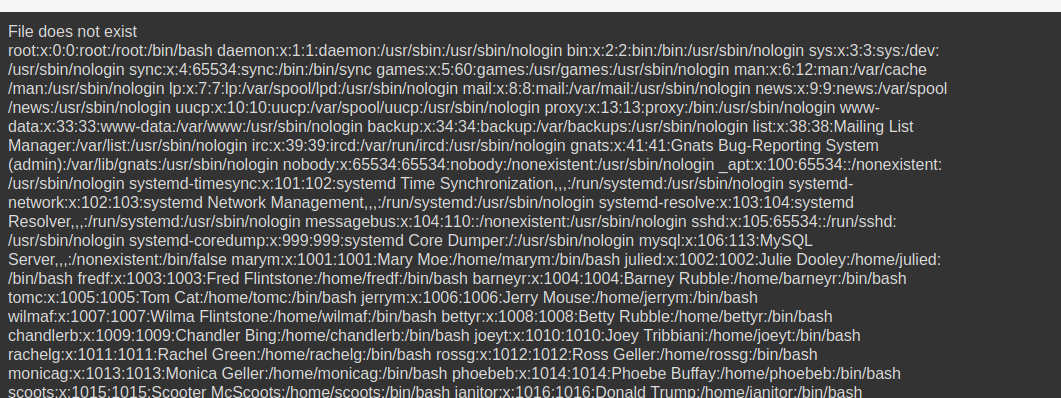 File does not exist
root:x:0:0:root:/root:/bin/bash daemon:x:1:1:daemon:/usr/sbin:/usr/sbin/nologin bin:x:2:2:bin:/bin:/usr/sbin/nologin sys:x:3:3:sys:/dev:
/usr/sbin/nologin sync:x:4:65534:sync:/bin:/bin/sync games:x:5:60:games:/usr/games:/usr/sbin/nologin man:x:6:12:man:/var/cache
/man:/usr/sbin/nologin lp:x:7:7:lp:/var/spool/lpd:/usr/sbin/nologin mail:x:8:8:mail:/var/mail:/usr/sbin/nologin news:x:9:9:news:/var/spool
/news:/usr/sbin/nologin uucp:x:10:10:uucp:/var/spool/uucp:/usr/sbin/nologin proxy:x:13:13:proxy:/bin:/usr/sbin/nologin www-
data:x:33:33:www-data:/var/www:/usr/sbin/nologin backup:x:34:34:backup:/var/backups:/usr/sbin/nologin list:x:38:38:Mailing List
Manager:/var/list:/usr/sbin/nologin irc:x:39:39:ircd:/var/run/ircd:/usr/sbin/nologin gnats:x:41:41:Gnats Bug-Reporting System
(admin):/var/lib/gnats:/usr/sbin/nologin nobody:x:65534:65534:nobody:/nonexistent:/usr/sbin/nologin _apt:x:100:65534::/nonexistent:
/usr/sbin/nologin systemd-timesync:x:101:102:systemd Time Synchronization,,,:/run/systemd:/usr/sbin/nologin systemd-
network:x:102:103:systemd Network Management,,,:/run/systemd:/usr/sbin/nologin systemd-resolve:x:103:104:systemd
Resolver,,,:/run/systemd:/usr/sbin/nologin messagebus:x:104:110::/nonexistent:/usr/sbin/nologin sshd:x:105:65534::/run/sshd:
/usr/sbin/nologin systemd-coredump:x:999:999:systemd Core Dumper:/:/usr/sbin/nologin mysql:x:106:113:MySQL
Server,,,:/nonexistent:/bin/false marym:x:1001:1001:Mary Moe:/home/marym:/bin/bash julied:x:1002:1002:Julie Dooley:/home/julied:
/bin/bash fredf:x:1003:1003:Fred Flintstone:/home/fredf:/bin/bash barneyr:x:1004:1004:Barney Rubble:/home/barneyr:/bin/bash
tomc:x:1005:1005:Tom Cat:/home/tomc:/bin/bash jerrym:x:1006:1006:Jerry Mouse:/home/jerrym:/bin/bash
wilmaf:x:1007:1007:Wilma Flintstone:/home/wilmaf:/bin/bash bettyr:x:1008:1008:Betty Rubble:/home/bettyr:/bin/bash
chandlerb:x:1009:1009:Chandler Bing:/home/chandlerb:/bin/bash joeyt:x:1010:1010:Joey Tribbiani:/home/joeyt:/bin/bash
rachelg:x:1011:1011:Rachel Green:/home/rachelg:/bin/bash rossg:x:1012:1012:Ross Geller:/home/rossg:/bin/bash
monicag:x:1013:1013:Monica Geller:/home/monicag:/bin/bash phoebeb:x:1014:1014:Phoebe Buffay:/home/phoebeb:/bin/bash
scoots:x:1015:1015:Scooter McScoots:/home/scoots:/bin/bash janitor:x:1016:1016:Donald Trump:/home/janitor:/bin/bash